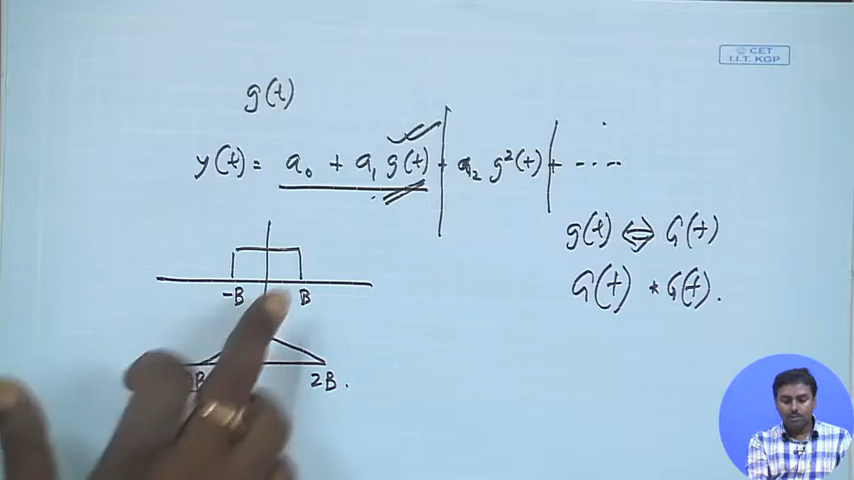 © CET
I.I.T. KGP
g(t)
y(t) = a₀ + a₁ g(t) + a₂ g²(t) + ....
g(t) ⇔ G(f)
G(f) * G(f).
-B B
2B.